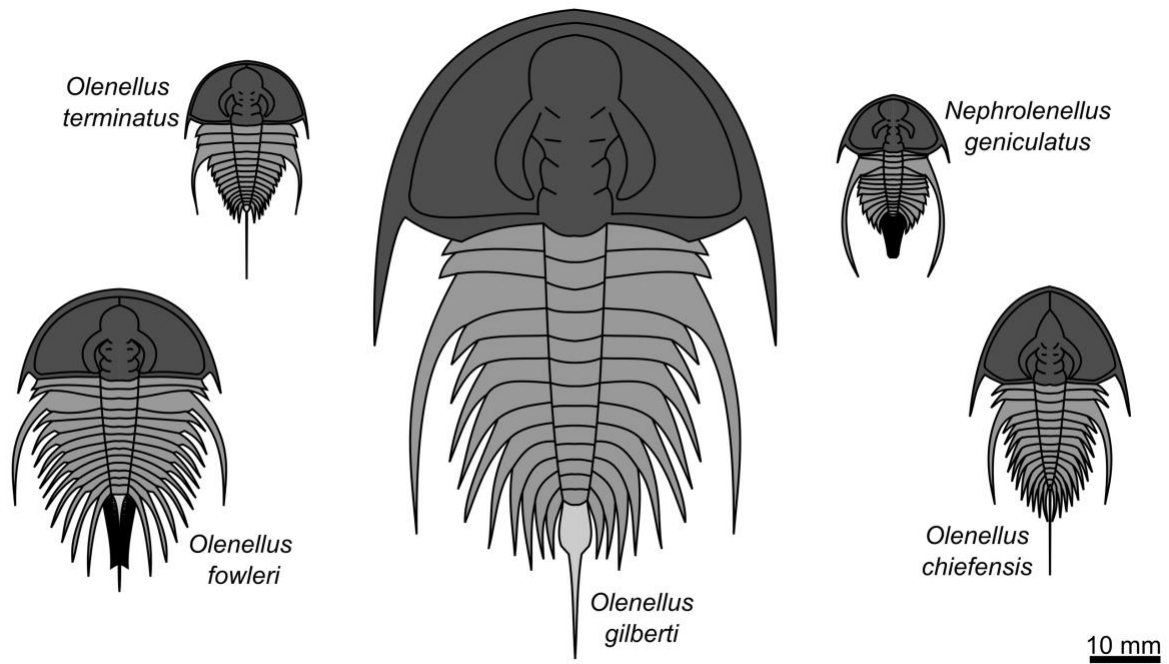 Olenellus
terminatus
Nephrolenellus
geniculatus
Olenellus
fowleri
Olenellus
gilberti
Olenellus
chiefensis
10 mm